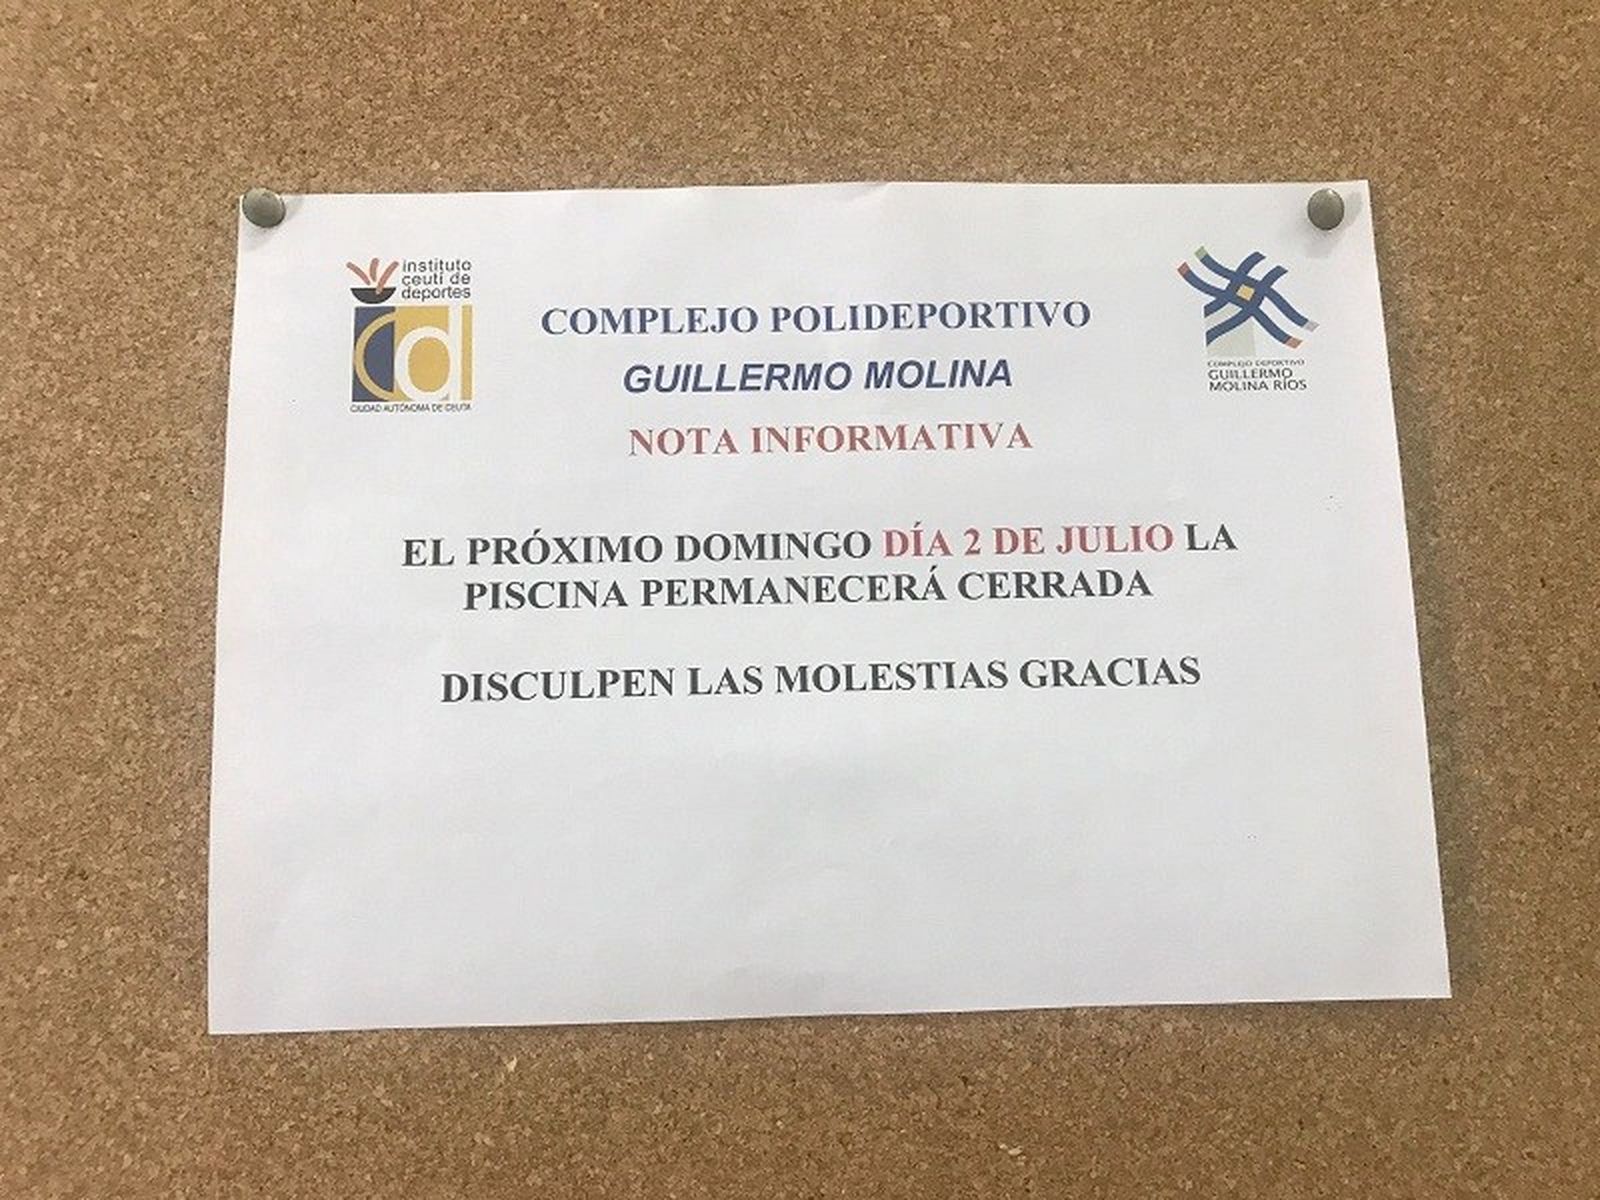 instituto
ceutí de
deportes
CIUDAD AUTÓNOMA DE CEUTA
COMPLEJO POLIDEPORTIVO
GUILLERMO MOLINA
NOTA INFORMATIVA
COMPLEJO DEPORTIVO
GUILLERMO
MOLINA RÍOS
EL PRÓXIMO DOMINGO DÍA 2 DE JULIO LA
PISCINA PERMANECERÁ CERRADA
DISCULPEN LAS MOLESTIAS GRACIAS